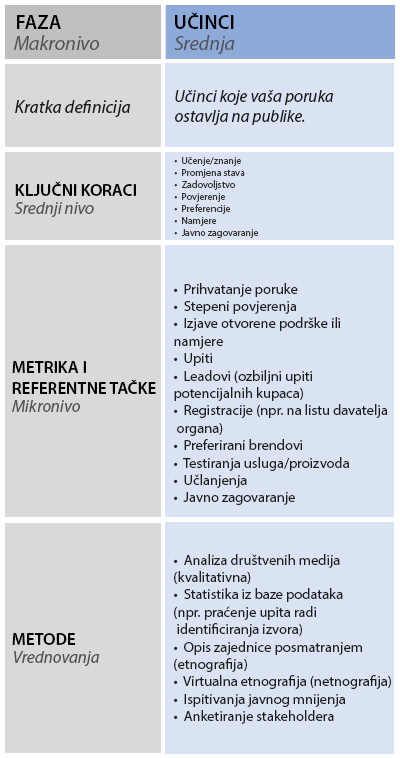 FAZA
Makronivo
UČINCI
Srednja
Kratka definicija
Učinci koje vaša poruka
ostavlja na publike.
KLJUČNI KORACI
Srednji nivo
• Učenje/znanje
• Promjena stava
• Zadovoljstvo
• Povjerenje
• Preferencije
• Namjere
• Javno zagovaranje
METRIKA I
REFERENTNE TAČKE
Mikronivo
• Prihvatanje poruke
• Stepeni povjerenja
• Izjave otvorene podrške ili
namjere
• Upiti
• Leadovi (ozbiljni upiti
potencijalnih kupaca)
• Registracije (npr. na listu davatelja
organa)
• Preferirani brendovi
• Testiranja usluga/proizvoda
• Učlanjenja
• Javno zagovaranje
METODE
Vrednovanja
• Analiza društvenih medija
(kvalitativna)
• Statistika iz baze podataka
(npr. praćenje upita radi
identificiranja izvora)
• Opis zajednice posmatranjem
(etnografija)
• Virtualna etnografija (netnografija)
• Ispitivanja javnog mnijenja
• Anketiranje stakeholdera